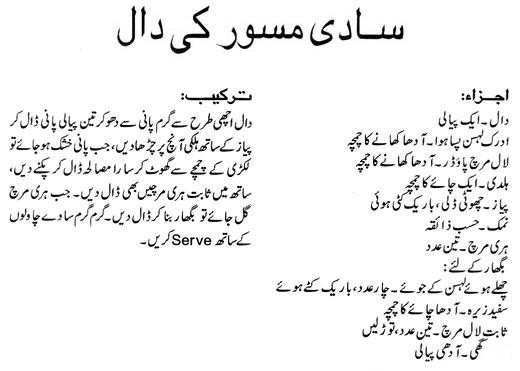 سادی مسور کی دال
اجزاء:
دال ۔ ایک پیالی
ادرک لہسن پسا ہوا ۔ آدھا کھانے کا چمچہ
لال مرچ پاؤڈر ۔ آدھا کھانے کا چمچہ
ہلدی ۔ ایک چائے کا چمچہ
پیاز ۔ چھوٹی ڈلی، باریک کٹی ہوئی
نمک ۔ حسب ذائقہ
ہری مرچ ۔ تین عدد
بگھار کے لئے:
چھلے ہوئے لہسن کے جوئے ۔ چار عدد، باریک کٹے ہوئے
سفید زیرہ ۔ آدھا چائے کا چمچہ
ثابت لال مرچ ۔ تین عدد، توڑ لیں
گھی ۔ آدھی پیالی
ترکیب:
دال اچھی طرح سے گرم پانی سے دھو کر تین پیالی پانی ڈال کر
پیاز کے ساتھ ہلکی آنچ پر چڑھا دیں، جب پانی خشک ہو جائے تو
لکڑی کے چمچے سے گھوٹ کر سارا مصالحہ ڈال کر پکنے دیں،
ساتھ میں ثابت ہری مرچیں بھی ڈال دیں۔ جب ہری مرچ
گل جائے تو بگھار بنا کر ڈال دیں۔ گرم گرم سادے چاولوں
کے ساتھ Serve کریں۔